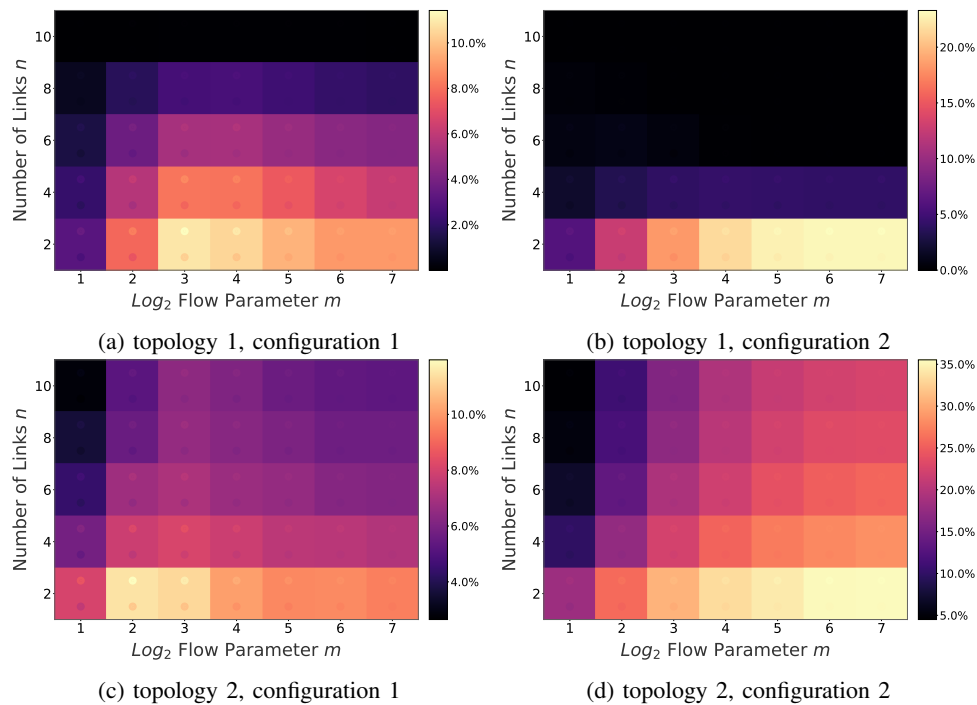 10
8
6
4
2
Number of Links n
1 2 3 4 5 6 7
Log2 Flow Parameter m
10.0%
8.0%
6.0%
4.0%
2.0%
(a) topology 1, configuration 1
10
8
6
4
2
Number of Links n
1 2 3 4 5 6 7
Log2 Flow Parameter m
20.0%
15.0%
10.0%
5.0%
0.0%
(b) topology 1, configuration 2
10
8
6
4
2
Number of Links n
1 2 3 4 5 6 7
Log2 Flow Parameter m
10.0%
8.0%
6.0%
4.0%
(c) topology 2, configuration 1
10
8
6
4
2
Number of Links n
1 2 3 4 5 6 7
Log2 Flow Parameter m
35.0%
30.0%
25.0%
20.0%
15.0%
10.0%
5.0%
(d) topology 2, configuration 2